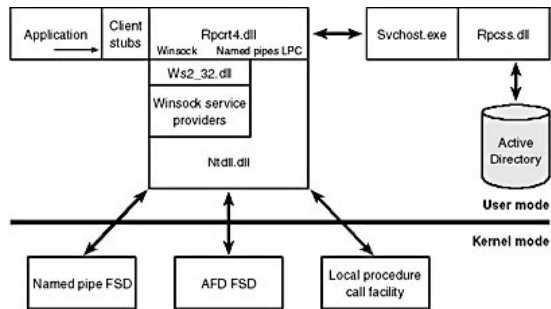 Application
Client
stubs
Rpcrt4.dll
Winsock Named pipes LPC
Ws2_32.dll
Winsock service
providers
Ntdll.dll
Svchost.exe
Rpcss.dll
Active
Directory
User mode
Kernel mode
Named pipe FSD
AFD FSD
Local procedure
call facility